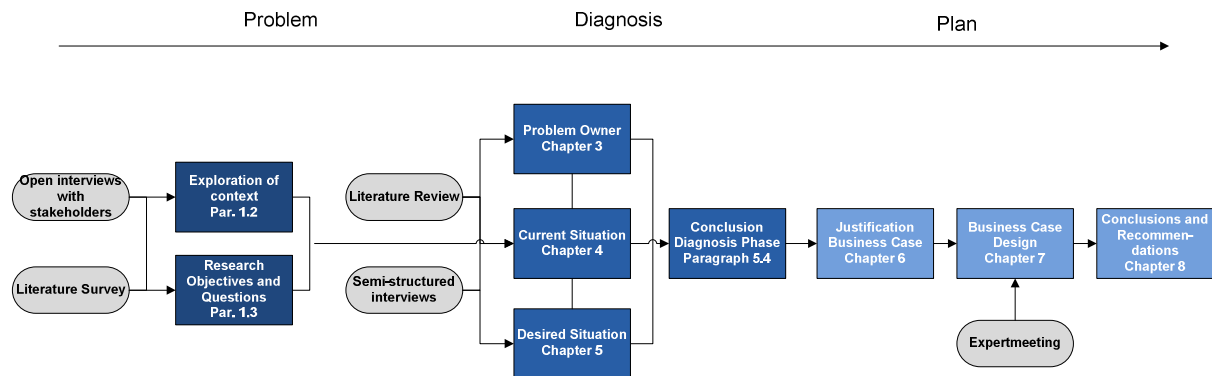 Problem
Diagnosis
Plan
Open interviews
with
stakeholders
Literature Survey
Exploration of
context
Par. 1.2
Research
Objectives and
Questions
Par. 1.3
Literature Review
Semi-structured
interviews
Problem Owner
Chapter 3
Current Situation
Chapter 4
Desired Situation
Chapter 5
Conclusion
Diagnosis Phase
Paragraph 5.4
Justification
Business Case
Chapter 6
Business Case
Design
Chapter 7
Expertmeeting
Conclusions and
Recommen-
dations
Chapter 8